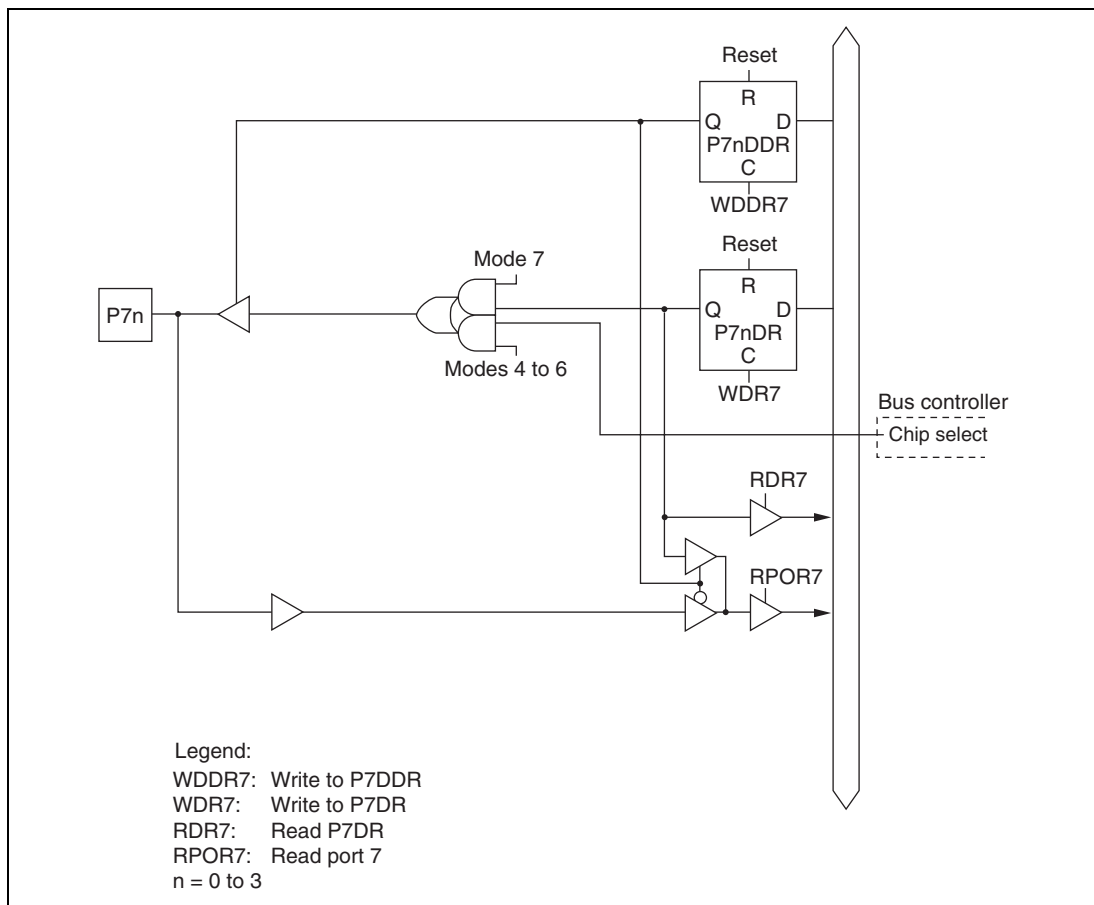 Reset
R
Q D
P7nDDR
C
WDDR7
Reset
Mode 7
R
P7n
Q D
P7nDR
C
Modes 4 to 6
WDR7
Bus controller
Chip select
RDR7
RPOR7
Legend:
WDDR7: Write to P7DDR
WDR7: Write to P7DR
RDR7: Read P7DR
RPOR7: Read port 7
n = 0 to 3